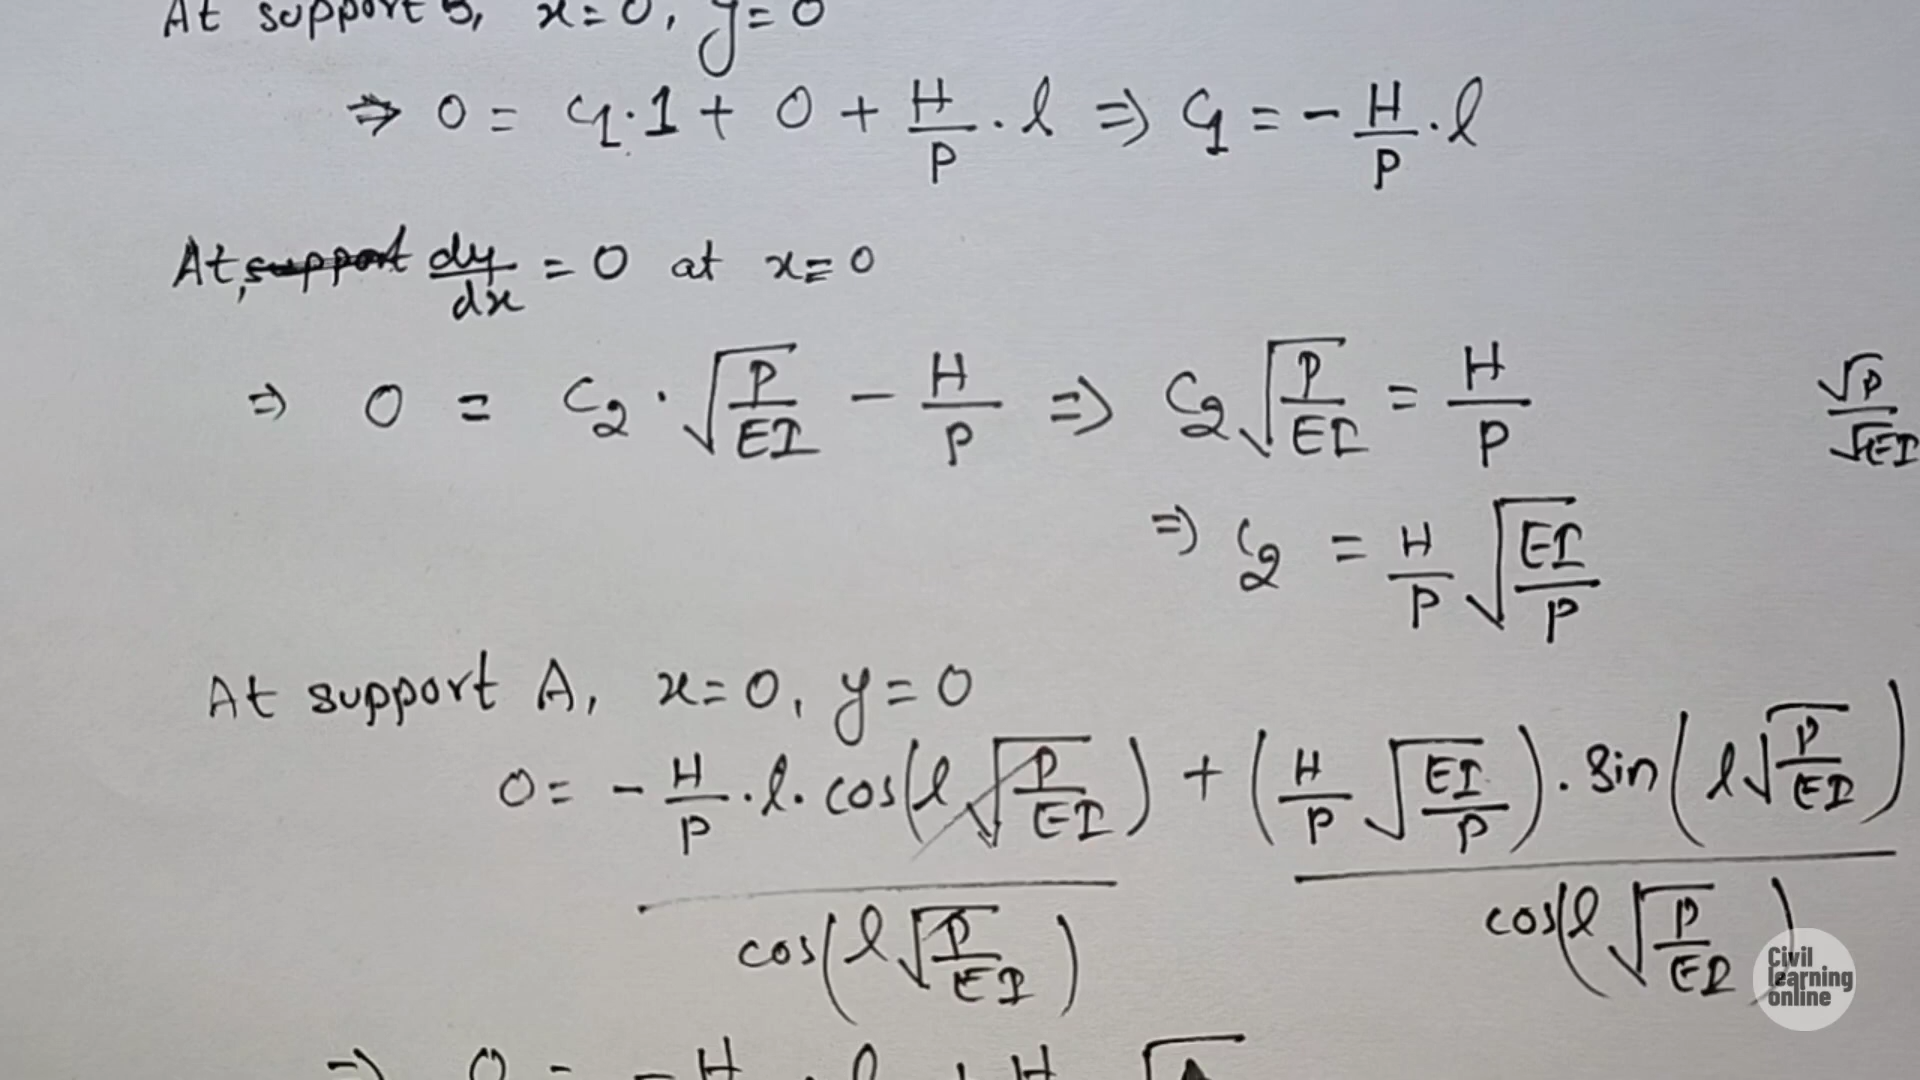 At support B, x=0, y=0
⇒ 0 = C₁·1 + 0 + H/P · l ⇒ C₁ = - H/P · l
At, support dy/dx = 0 at x=0
⇒ 0 = C₂ · √(P/EI) - H/P ⇒ C₂ √(P/EI) = H/P
√P/√EI
⇒ C₂ = H/P √(EI/P)
At support A, x=0, y=0
0 = - H/P · l · cos(l √(P/EI)) + (H/P √(EI/P)) · sin(l √(P/EI))
cos(l √(P/EI)) cos(l √(P/EI))
⇒ 0 = - H · l + H √
Civil
learning
online